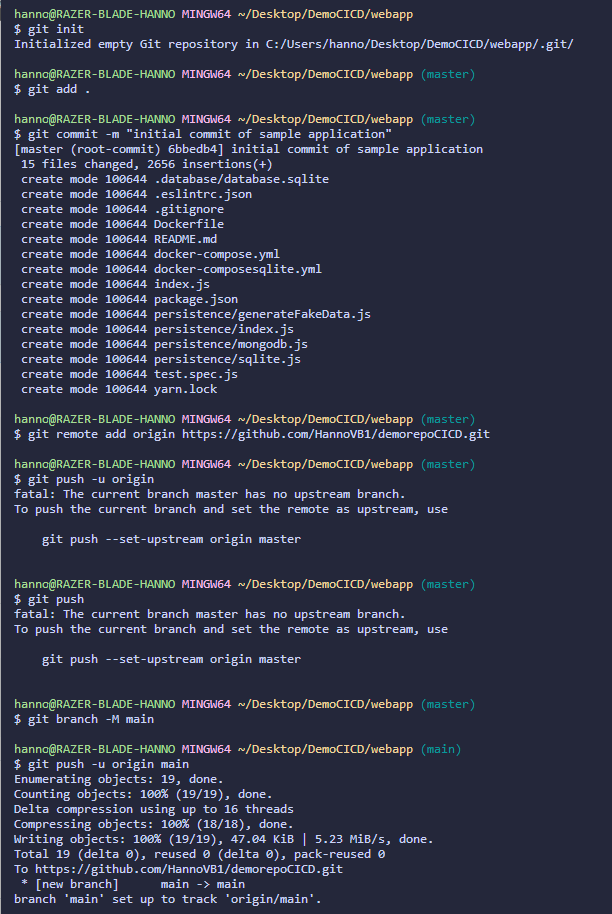 hanno@RAZER-BLADE-HANNO MINGW64 ~/Desktop/DemoCICD/webapp
$ git init
Initialized empty Git repository in C:/Users/hanno/Desktop/DemoCICD/webapp/.git/
hanno@RAZER-BLADE-HANNO MINGW64 ~/Desktop/DemoCICD/webapp (master)
$ git add .
hanno@RAZER-BLADE-HANNO MINGW64 ~/Desktop/DemoCICD/webapp (master)
$ git commit -m "initial commit of sample application"
[master (root-commit) 6bbedb4] initial commit of sample application
 15 files changed, 2656 insertions(+)
 create mode 100644 .database/database.sqlite
 create mode 100644 .eslintrc.json
 create mode 100644 .gitignore
 create mode 100644 Dockerfile
 create mode 100644 README.md
 create mode 100644 docker-compose.yml
 create mode 100644 docker-composesqlite.yml
 create mode 100644 index.js
 create mode 100644 package.json
 create mode 100644 persistence/generateFakeData.js
 create mode 100644 persistence/index.js
 create mode 100644 persistence/mongodb.js
 create mode 100644 persistence/sqlite.js
 create mode 100644 test.spec.js
 create mode 100644 yarn.lock
hanno@RAZER-BLADE-HANNO MINGW64 ~/Desktop/DemoCICD/webapp (master)
$ git remote add origin https://github.com/HannoVB1/demorepoCICD.git
hanno@RAZER-BLADE-HANNO MINGW64 ~/Desktop/DemoCICD/webapp (master)
$ git push -u origin
fatal: The current branch master has no upstream branch.
To push the current branch and set the remote as upstream, use
    git push --set-upstream origin master
hanno@RAZER-BLADE-HANNO MINGW64 ~/Desktop/DemoCICD/webapp (master)
$ git push
fatal: The current branch master has no upstream branch.
To push the current branch and set the remote as upstream, use
    git push --set-upstream origin master
hanno@RAZER-BLADE-HANNO MINGW64 ~/Desktop/DemoCICD/webapp (master)
$ git branch -M main
hanno@RAZER-BLADE-HANNO MINGW64 ~/Desktop/DemoCICD/webapp (main)
$ git push -u origin main
Enumerating objects: 19, done.
Counting objects: 100% (19/19), done.
Delta compression using up to 16 threads
Compressing objects: 100% (18/18), done.
Writing objects: 100% (19/19), 47.04 KiB | 5.23 MiB/s, done.
Total 19 (delta 0), reused 0 (delta 0), pack-reused 0
To https://github.com/HannoVB1/demorepoCICD.git
 * [new branch]      main -> main
branch 'main' set up to track 'origin/main'.